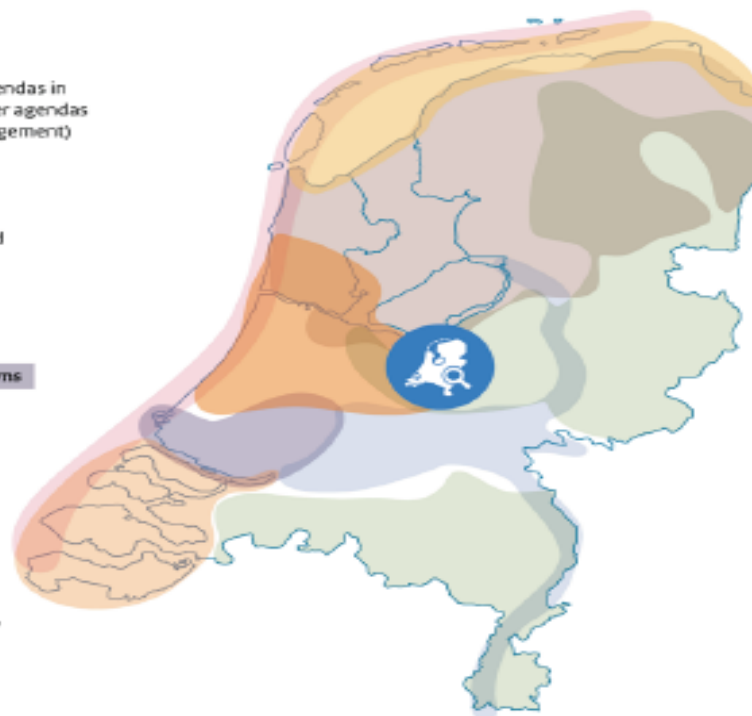 endas in
er agendas
gement)
d
ms